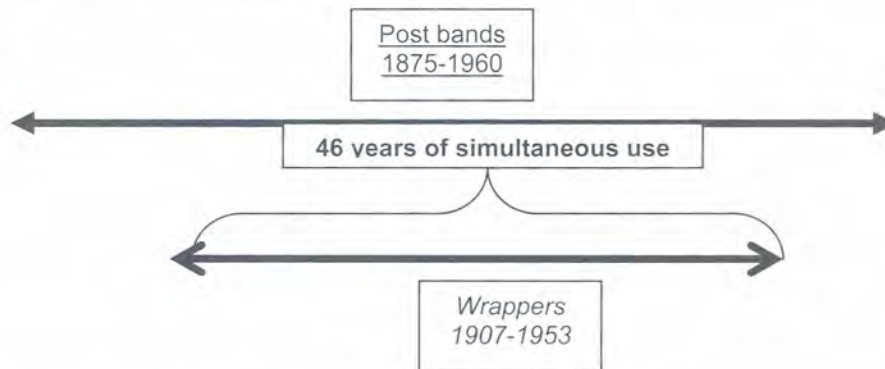 Post bands
1875-1960
46 years of simultaneous use
Wrappers
1907-1953